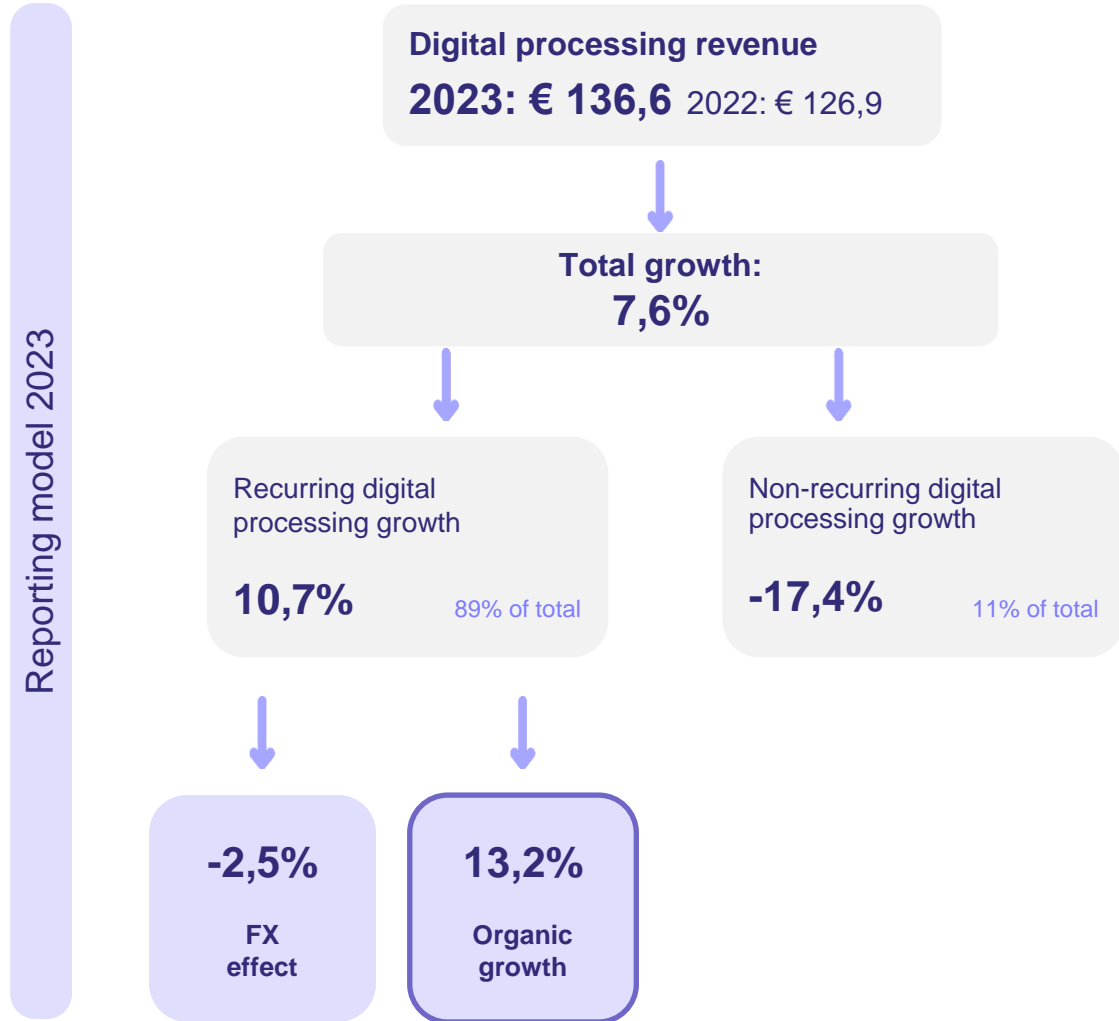 Reporting model 2023
Digital processing revenue
2023: € 136,6 2022: € 126,9
Total growth:
7,6%
Recurring digital
processing growth
10,7%
89% of total
Non-recurring digital
processing growth
-17,4%
11% of total
-2,5%
FX
effect
13,2%
Organic
growth